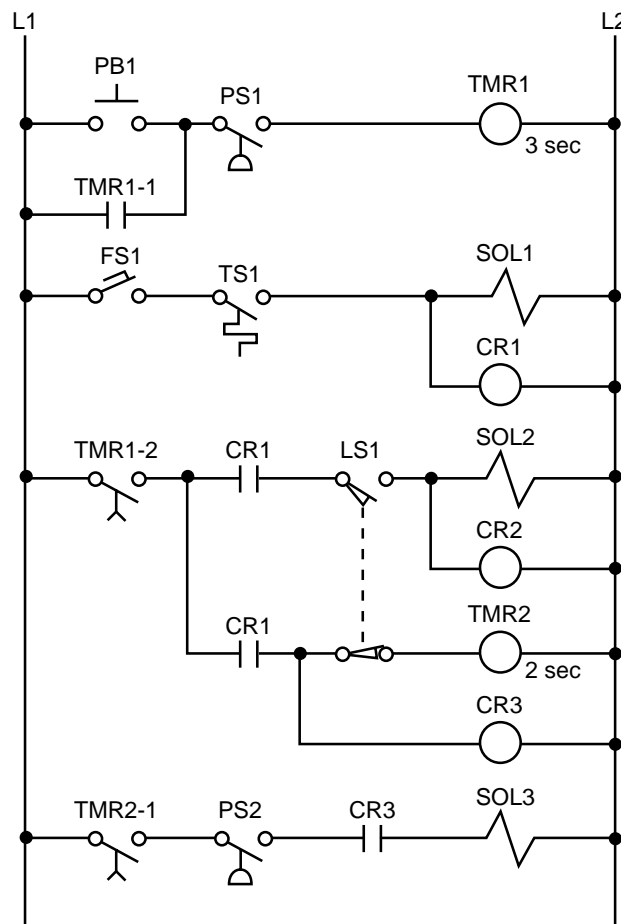 L1
L2
PB1
PS1
TMR1
3 sec
TMR1-1
FS1
TS1
SOL1
CR1
TMR1-2
CR1
LS1
SOL2
CR2
CR1
TMR2
2 sec
CR3
TMR2-1
PS2
CR3
SOL3